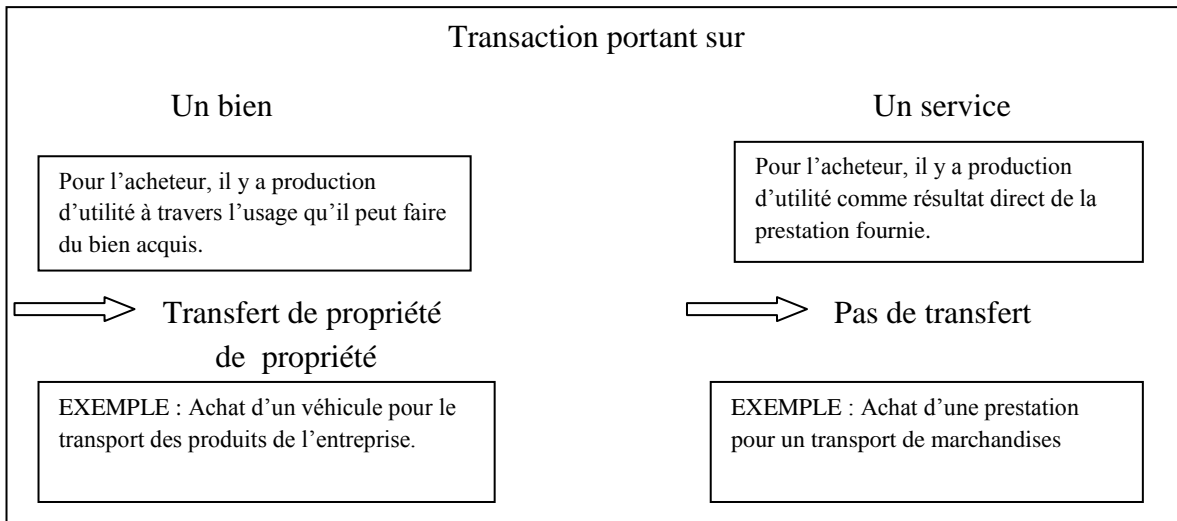 Transaction portant sur
Un bien
Pour l’acheteur, il y a production
d’utilité à travers l’usage qu’il peut faire
du bien acquis.
Transfert de propriété
de  propriété
EXEMPLE : Achat d’un véhicule pour le
transport des produits de l’entreprise.
Un service
Pour l’acheteur, il y a production
d’utilité comme résultat direct de la
prestation fournie.
Pas de transfert
EXEMPLE : Achat d’une prestation
pour un transport de marchandises